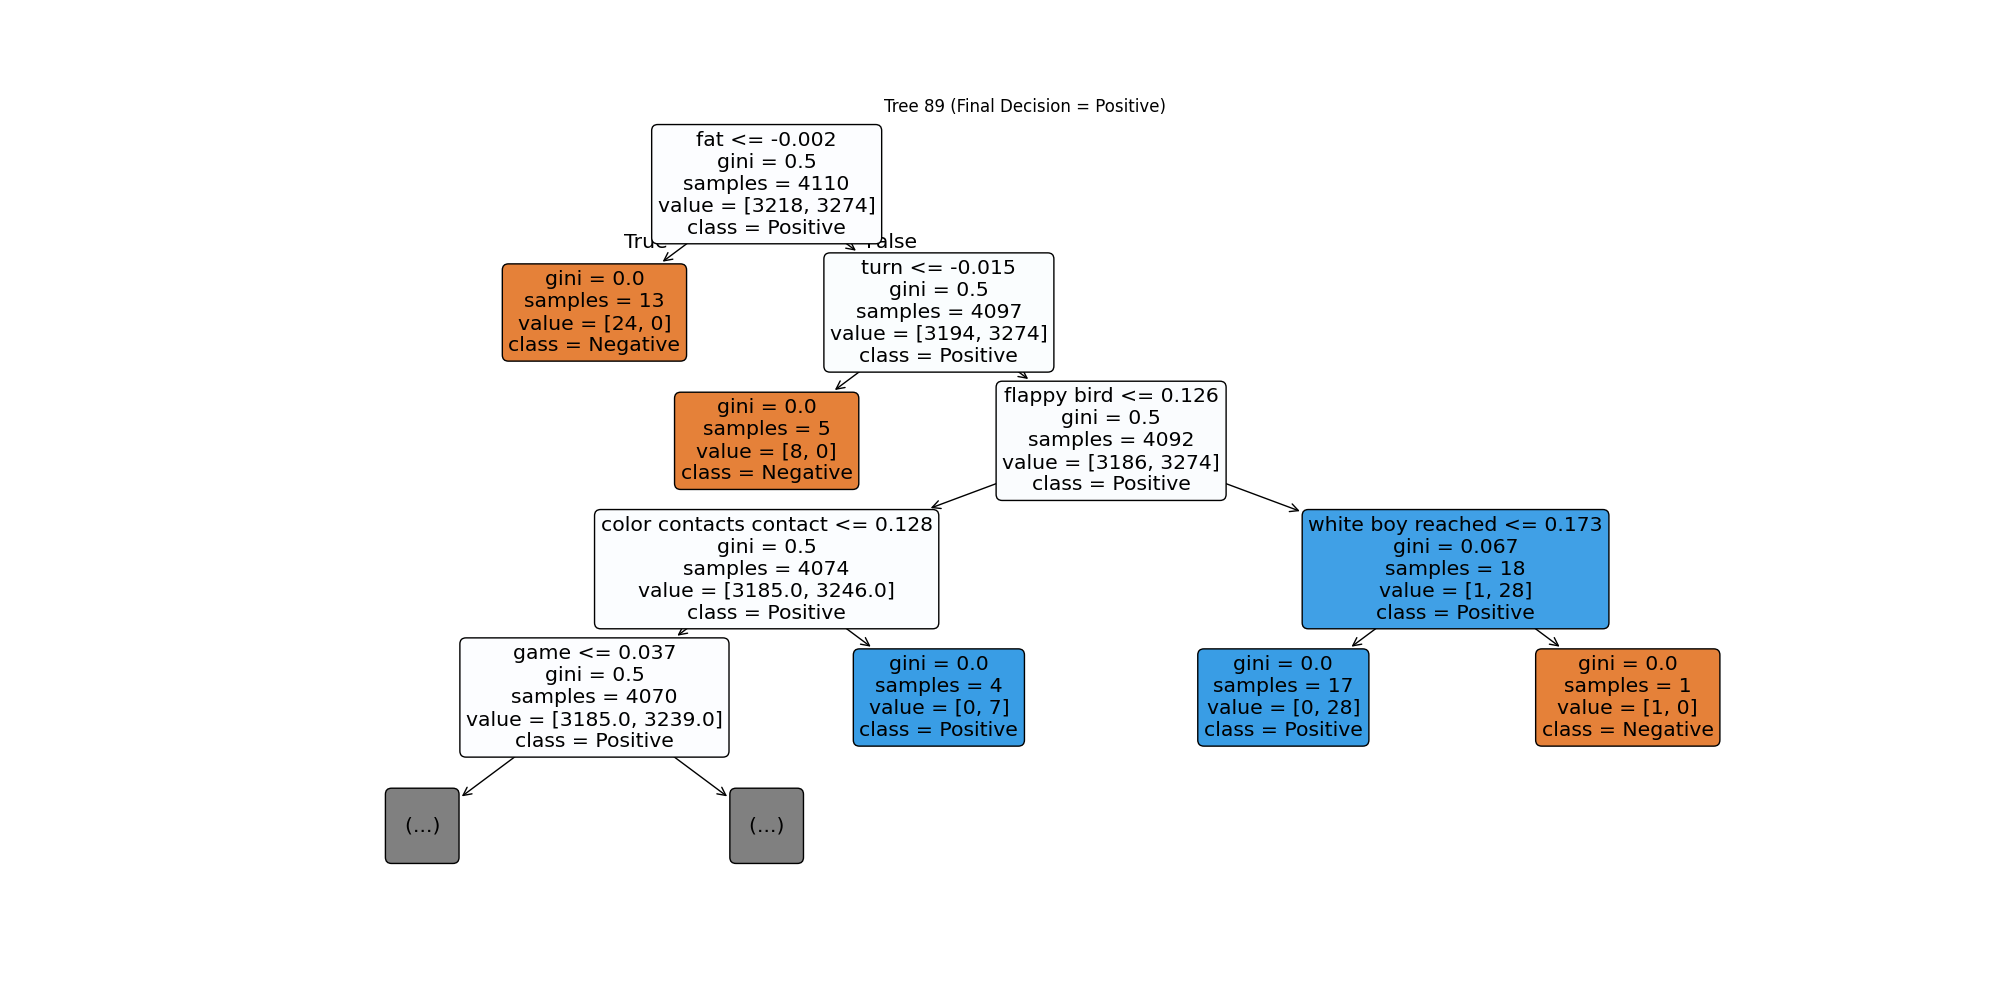 Tree 89 (Final Decision = Positive)
fat <= -0.002
gini = 0.5
samples = 4110
value = [3218, 3274]
class = Positive
True
False
gini = 0.0
samples = 13
value = [24, 0]
class = Negative
turn <= -0.015
gini = 0.5
samples = 4097
value = [3194, 3274]
class = Positive
gini = 0.0
samples = 5
value = [8, 0]
class = Negative
flappy bird <= 0.126
gini = 0.5
samples = 4092
value = [3186, 3274]
class = Positive
color contacts contact <= 0.128
gini = 0.5
samples = 4074
value = [3185.0, 3246.0]
class = Positive
white boy reached <= 0.173
gini = 0.067
samples = 18
value = [1, 28]
class = Positive
game <= 0.037
gini = 0.5
samples = 4070
value = [3185.0, 3239.0]
class = Positive
gini = 0.0
samples = 4
value = [0, 7]
class = Positive
gini = 0.0
samples = 17
value = [0, 28]
class = Positive
gini = 0.0
samples = 1
value = [1, 0]
class = Negative
(...)
(...)